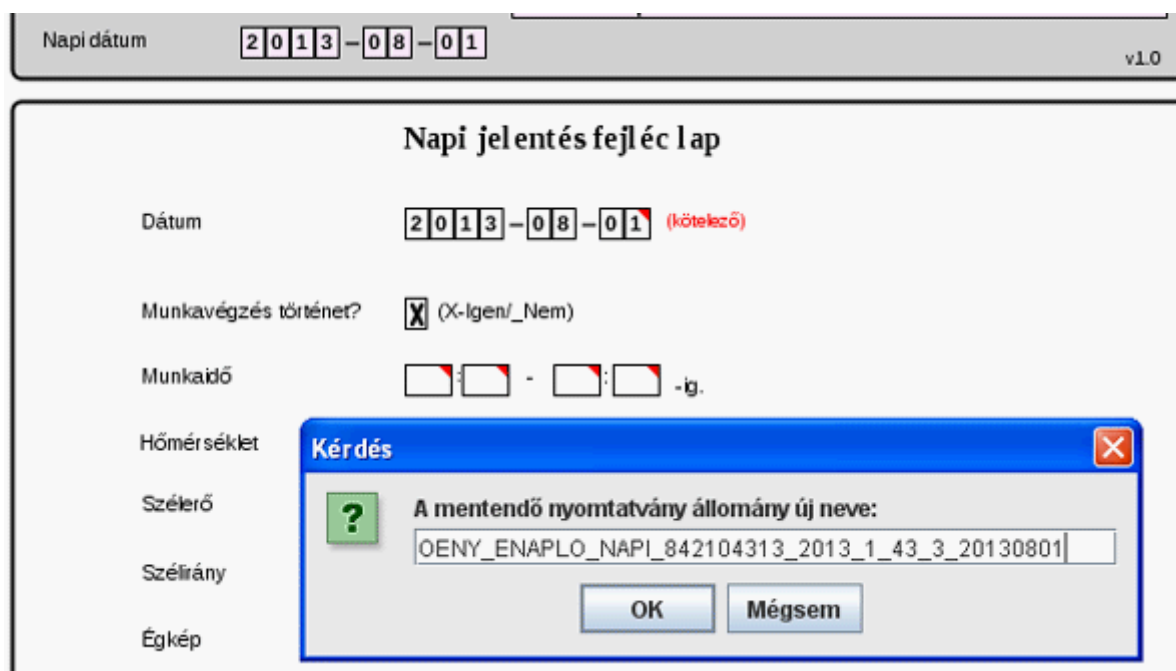 Napi dátum 2013-08-01
v1.0
Napi jelentés fejléc lap
Dátum 2013-08-01 (kötelező)
Munkavégzés történet? X (X-Igen/_Nem)
Munkaidő : - : -ig.
Hőmérséklet
Kérdés
Szélerő
? A mentendő nyomtatvány állomány új neve:
OENY_ENAPLO_NAPI_842104313_2013_1_43_3_20130801
Szélirány
OK Mégsem
Égkép